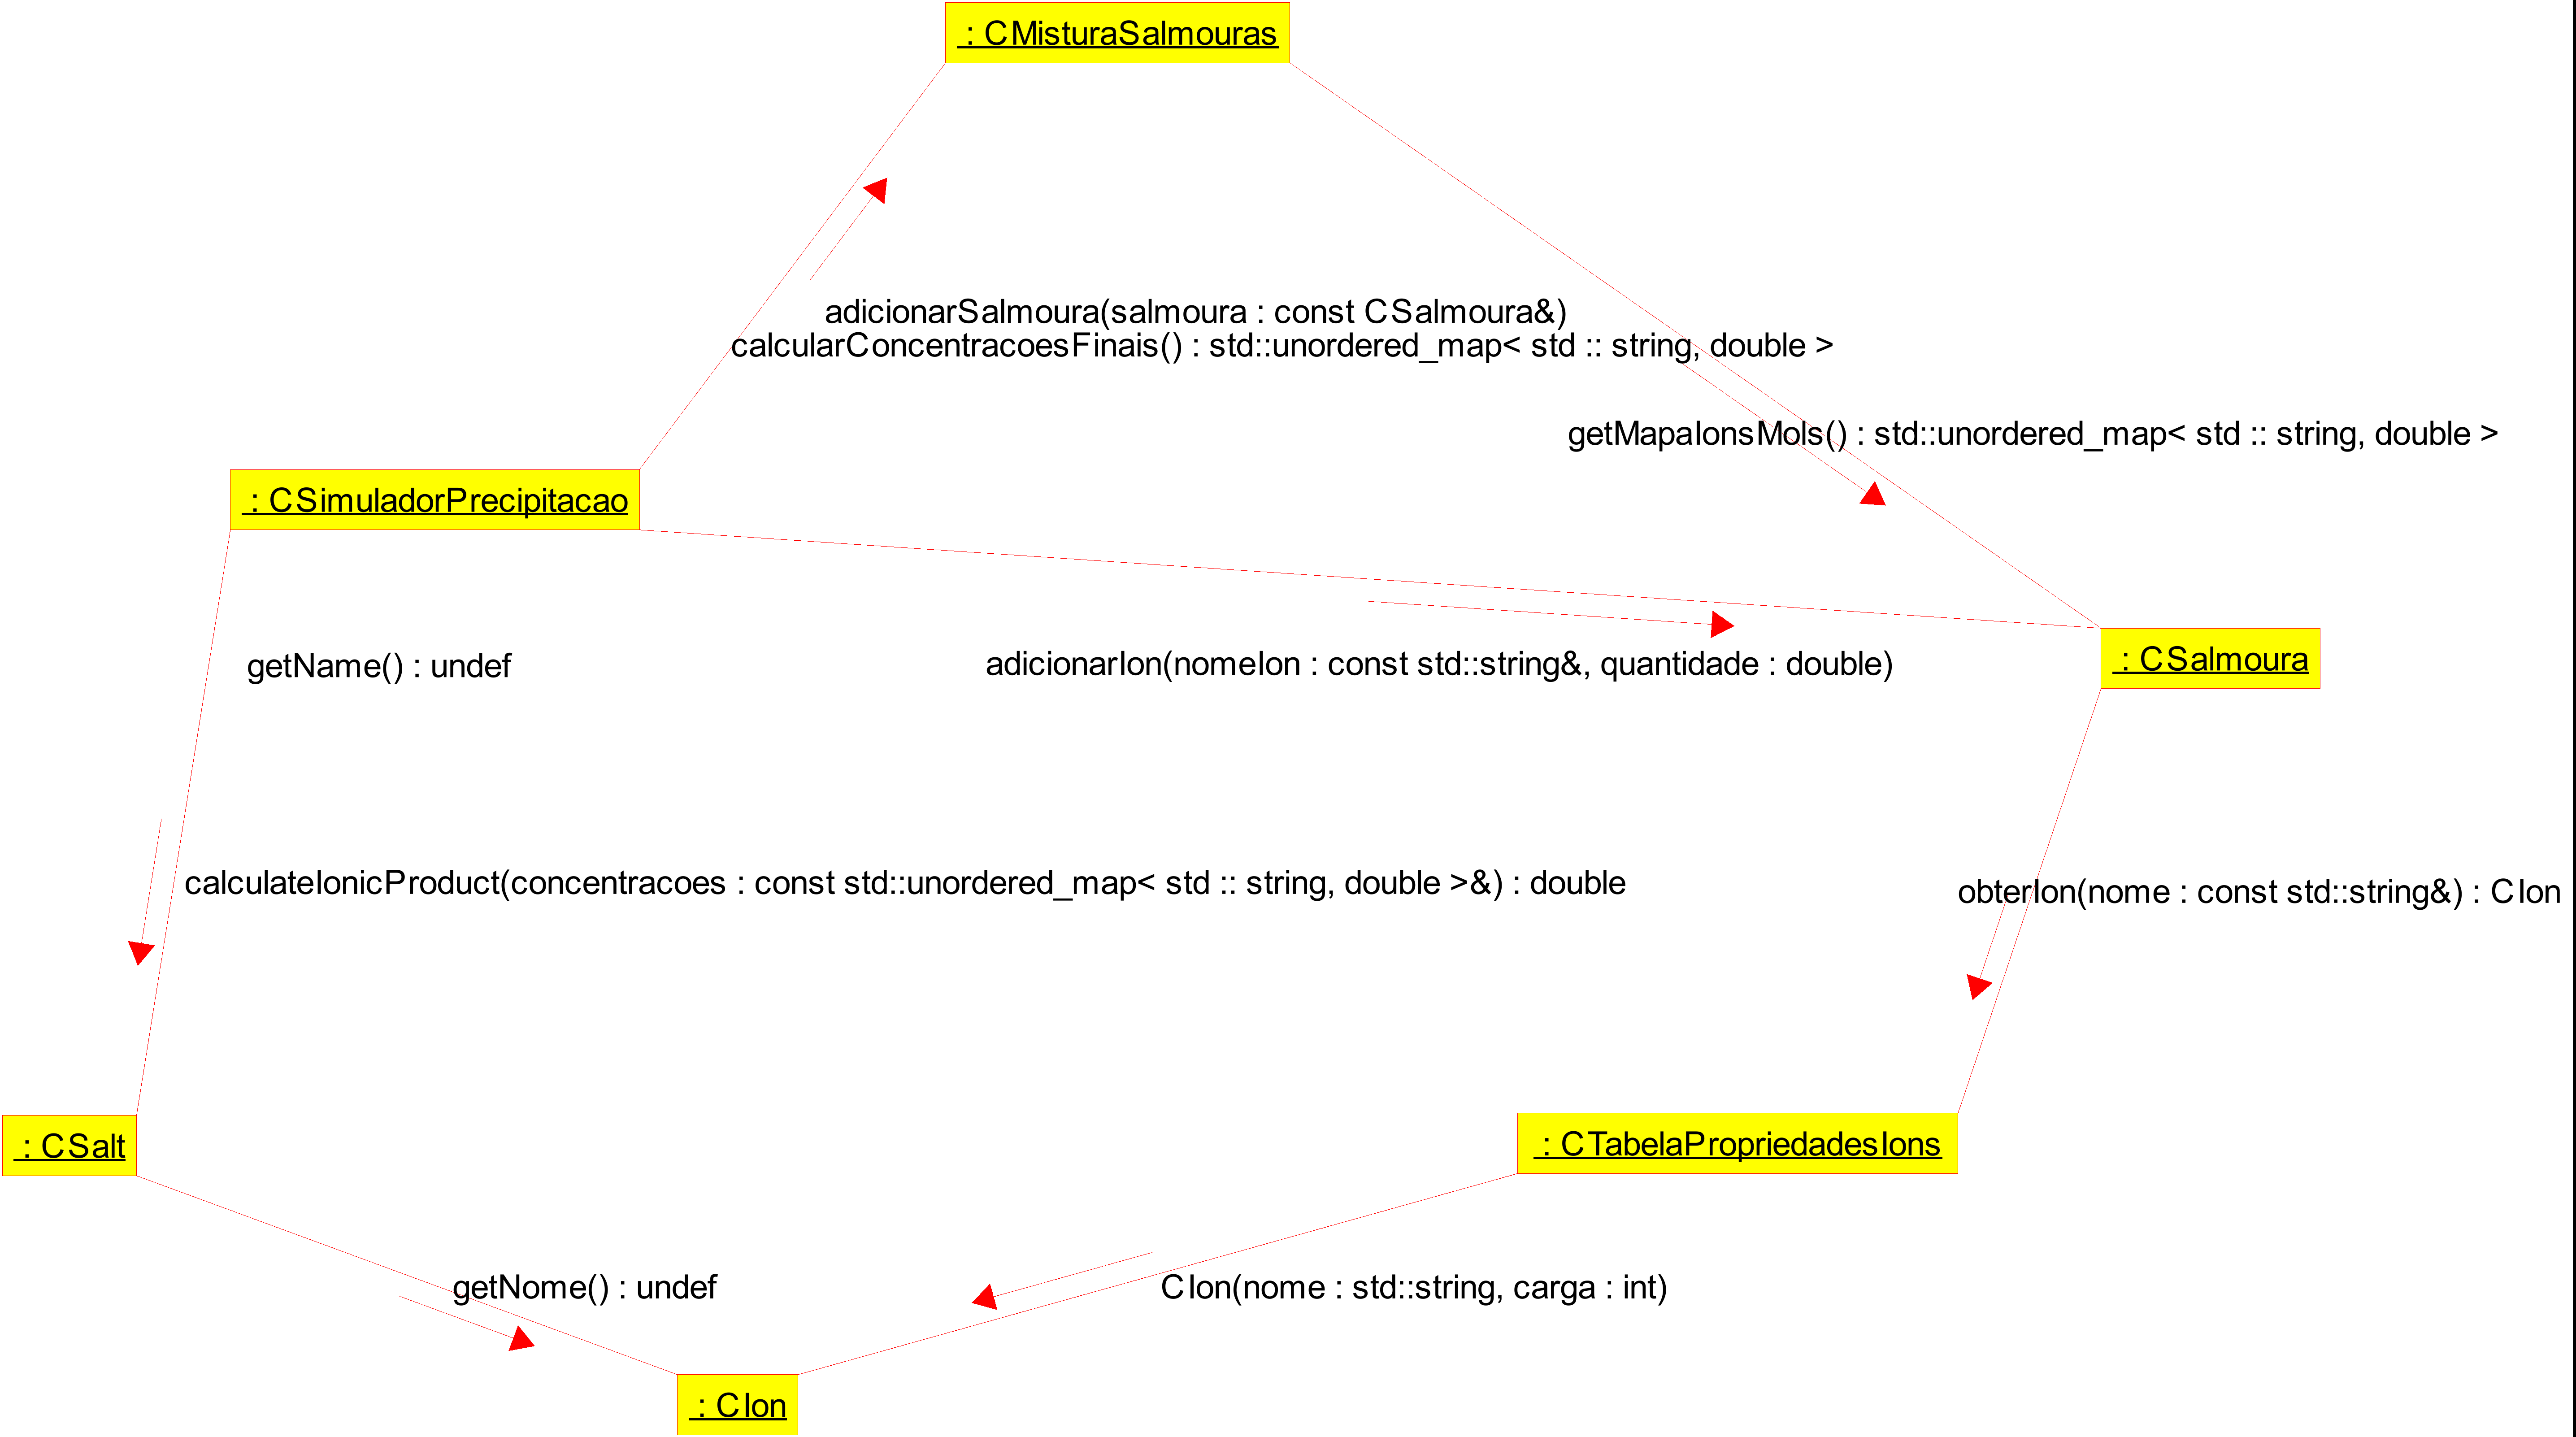 : CMisturaSalmouras
adicionarSalmoura(salmoura : const CSalmoura&)
calcularConcentracoesFinais() : std::unordered_map< std :: string, double >
getMapaIonsMols() : std::unordered_map< std :: string, double >
: CSimuladorPrecipitacao
getName() : undef
adicionarIon(nomeIon : const std::string&, quantidade : double)
: CSalmoura
calculateIonicProduct(concentracoes : const std::unordered_map< std :: string, double >&) : double
obterIon(nome : const std::string&) : CIon
: CSalt
: CTabelaPropriedadesIons
getNome() : undef
CIon(nome : std::string, carga : int)
: CIon